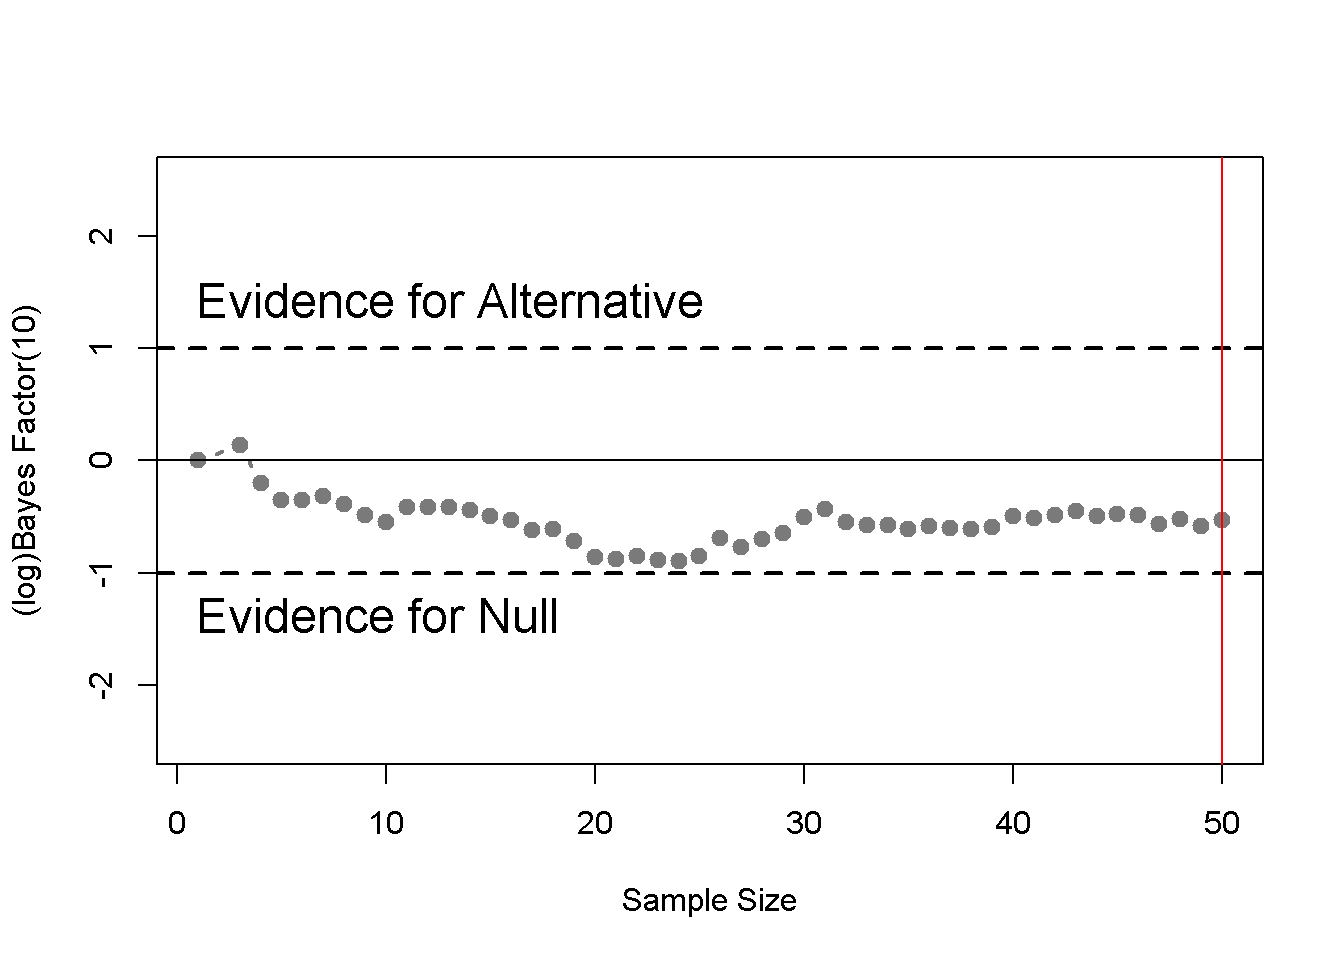 Evidence for Alternative
Evidence for Null
(log)Bayes Factor(10)
2
1
0
-1
-2
0 10 20 30 40 50
Sample Size